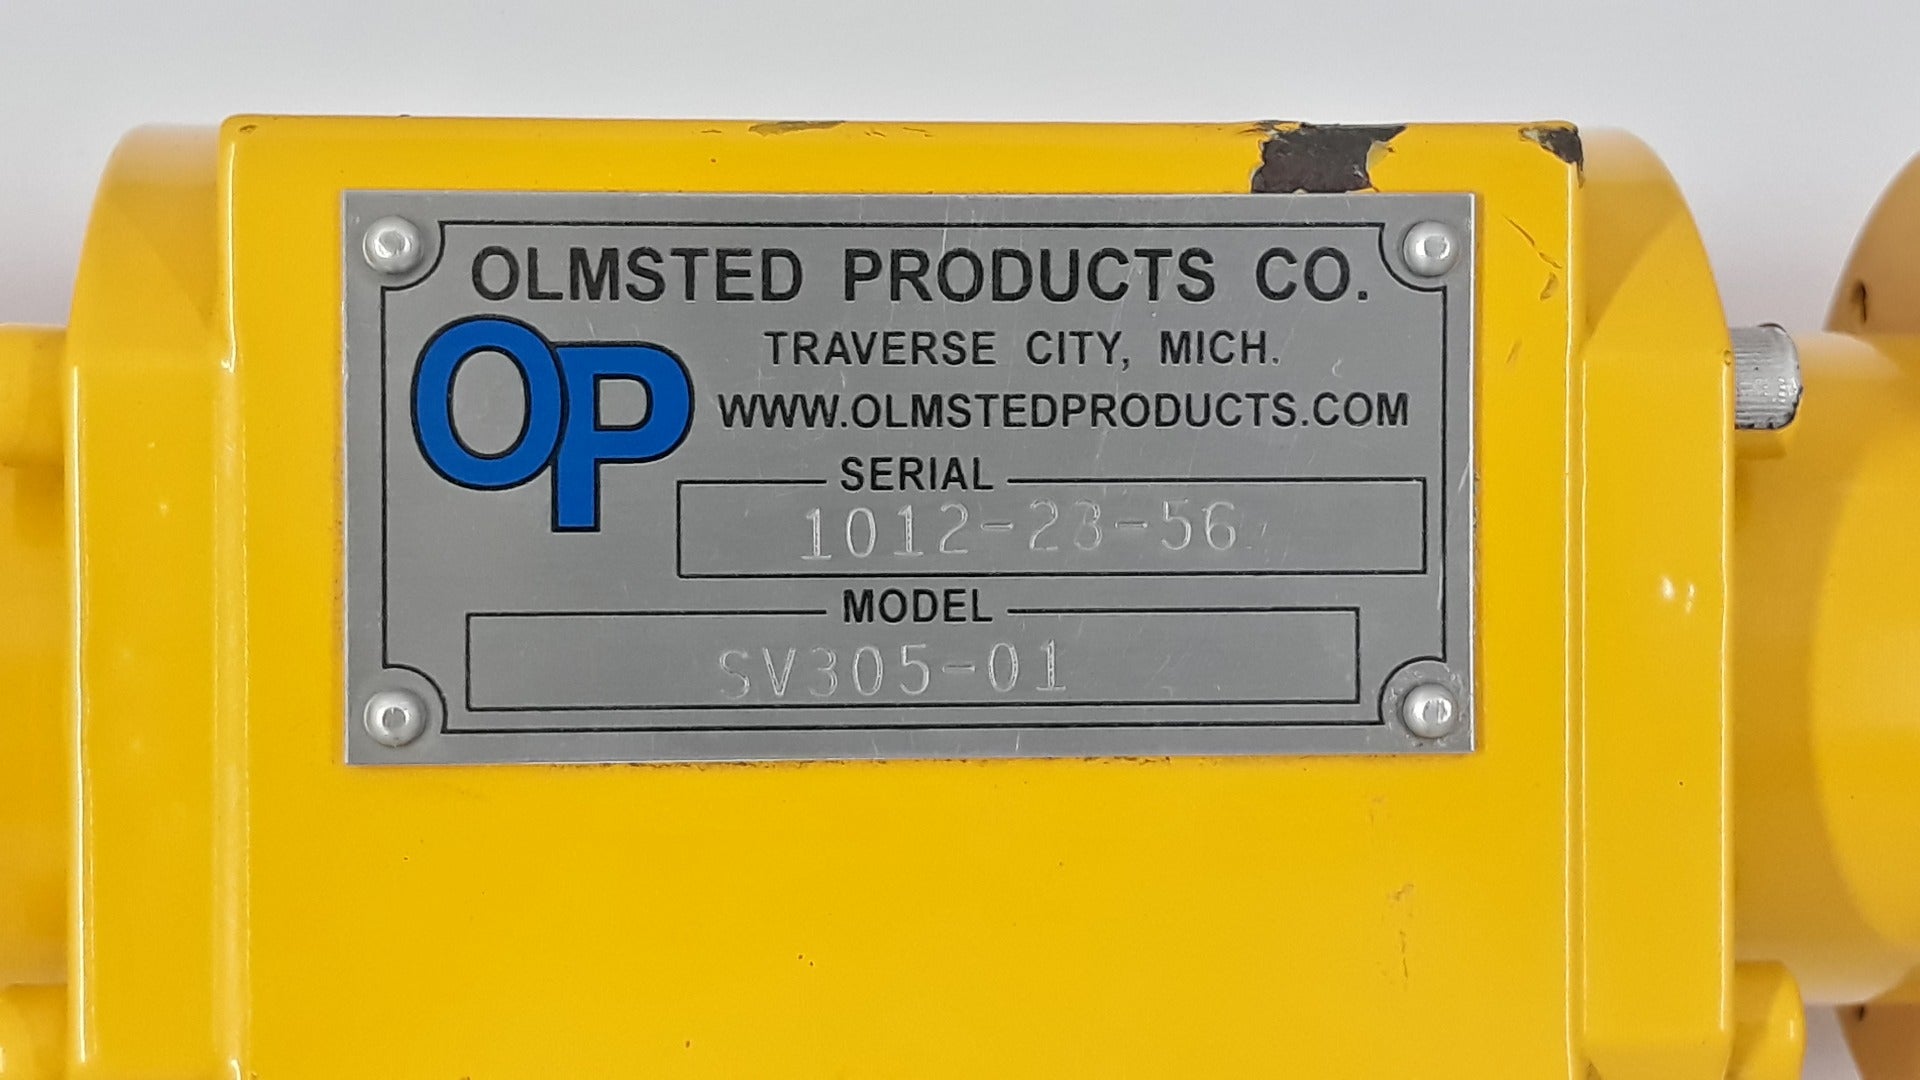 OLMSTED PRODUCTS CO.
OP
TRAVERSE CITY, MICH.
WWW.OLMSTEDPRODUCTS.COM
SERIAL
1012-23-56
MODEL
SV305-01